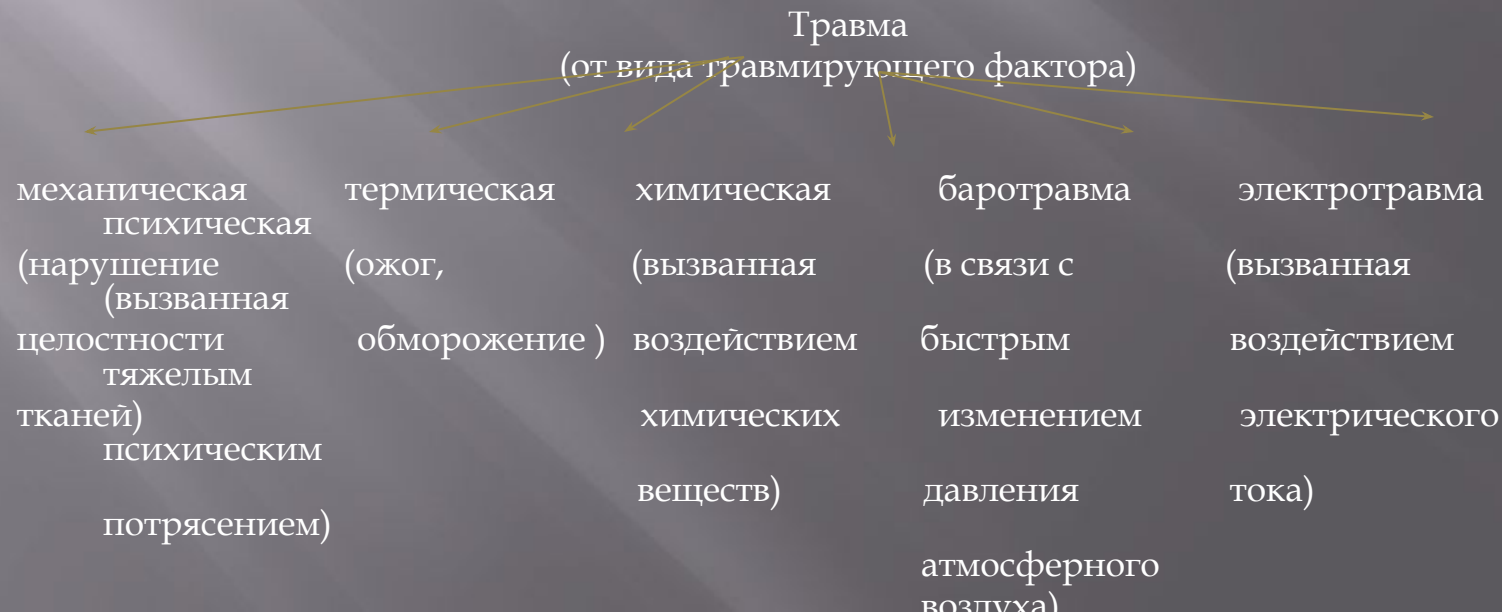 Травма
(от вида травмирующего фактора)
механическая термическая химическая баротравма электротравма
психическая
(нарушение (ожог, (вызванная (в связи с (вызванная
(вызванная
целостности обморожение ) воздействием быстрым воздействием
тяжелым
тканей) химических изменением электрического
психическим
веществ) давления тока)
потрясением)
атмосферного
воздуха)